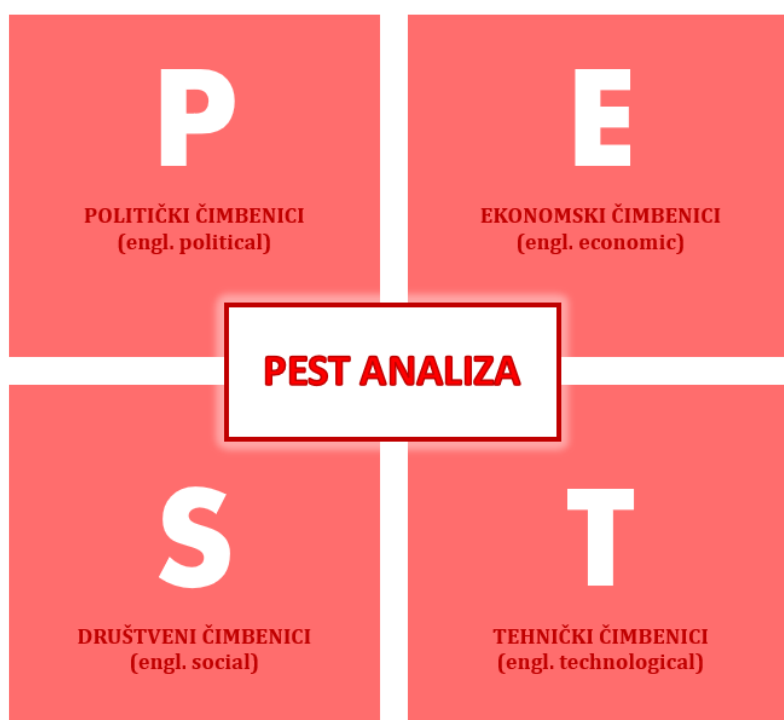 P
POLITIČKI ČIMBENICI
(engl. political)
E
EKONOMSKI ČIMBENICI
(engl. economic)
PEST ANALIZA
S
DRUŠTVENI ČIMBENICI
(engl. social)
T
TEHNIČKI ČIMBENICI
(engl. technological)